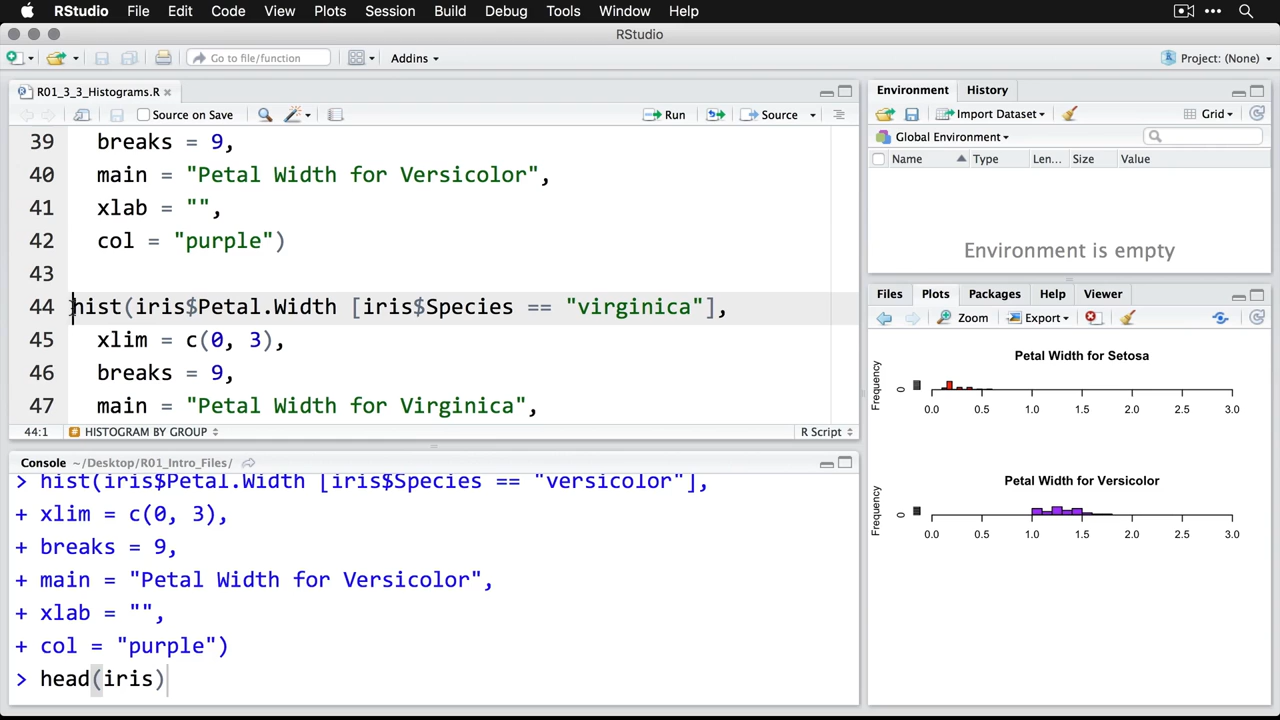 RStudio File Edit Code View Plots Session Build Debug Tools Window Help
RStudio
Go to file/function Addins Project: (None)
R01_3_3_Histograms.R
Source on Save Run Source
39 breaks = 9,
40 main = "Petal Width for Versicolor",
41 xlab = "",
42 col = "purple")
43
44 hist(iris$Petal.Width [iris$Species == "virginica"],
45 xlim = c(0, 3),
46 breaks = 9,
47 main = "Petal Width for Virginica",
44:1 HISTOGRAM BY GROUP R Script
Console ~/Desktop/R01_Intro_Files/
> hist(iris$Petal.Width [iris$Species == "versicolor"],
+ xlim = c(0, 3),
+ breaks = 9,
+ main = "Petal Width for Versicolor",
+ xlab = "",
+ col = "purple")
> head(iris)
Environment History
Import Dataset Grid
Global Environment
Name Type Len... Size Value
Environment is empty
Files Plots Packages Help Viewer
Zoom Export
Petal Width for Setosa
Frequency
0
0.0 0.5 1.0 1.5 2.0 2.5 3.0
Petal Width for Versicolor
Frequency
0
0.0 0.5 1.0 1.5 2.0 2.5 3.0